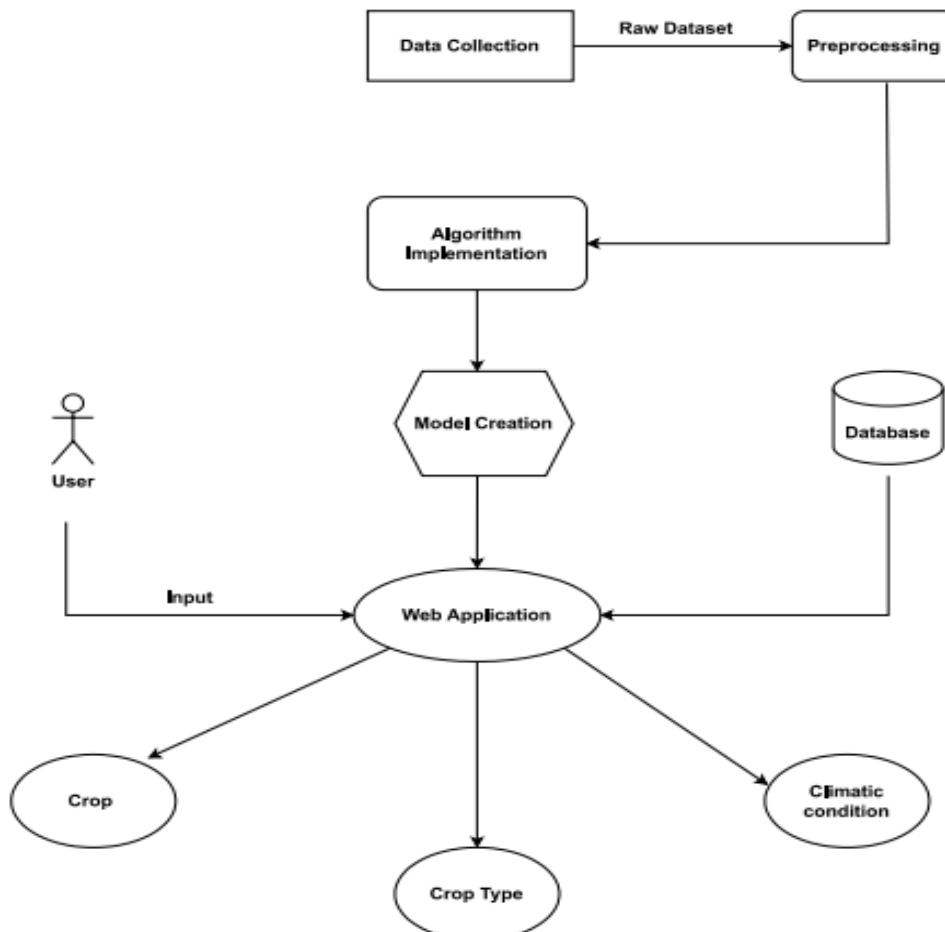 Data Collection
Raw Dataset
Preprocessing
Algorithm
Implementation
Model Creation
Database
User
Input
Web Application
Crop
Climatic
condition
Crop Type